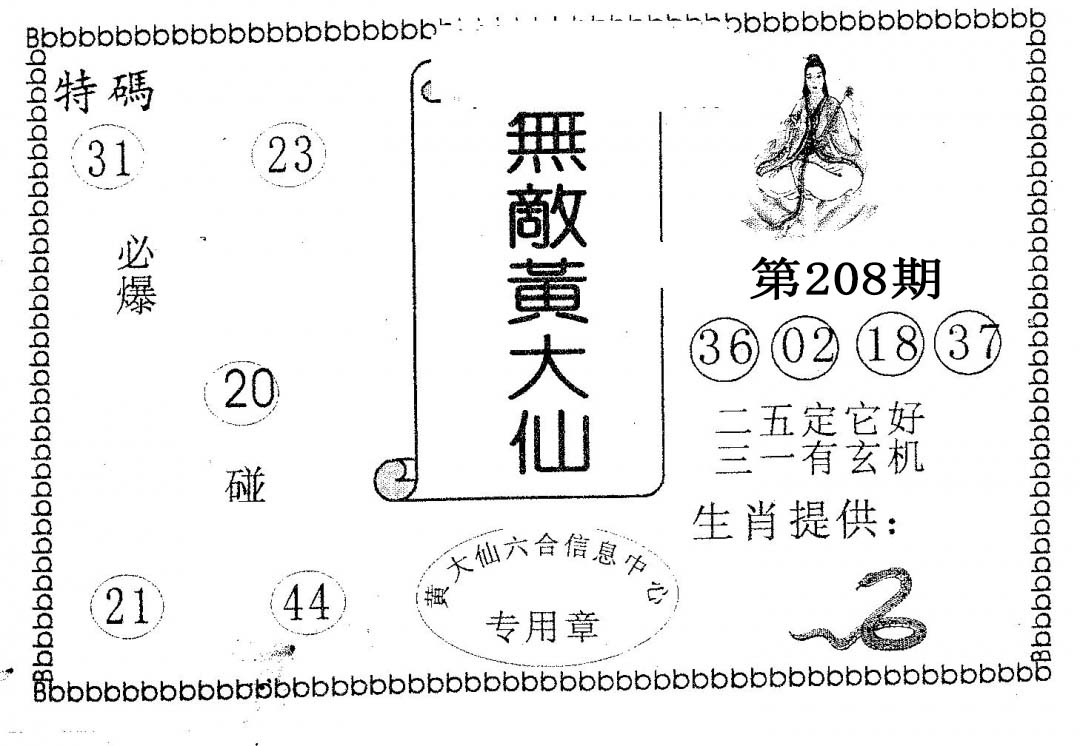 特碼
31 23
必爆
20
碰
21 44
無敵黃大仙
黃大仙六合信息中心
专用章
第208期
36 02 18 37
二五定它好
三一有玄机
生肖提供：